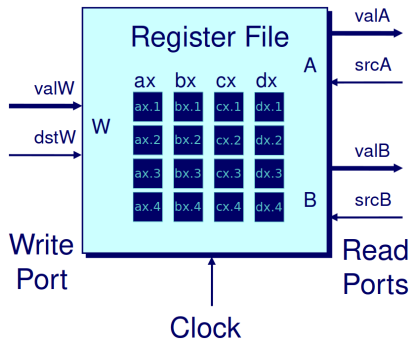 valA
Register File
A
srcA
ax bx cx dx
valW
ax.1 bx.1 cx.1 dx.1
W
dstW
ax.2 bx.2 cx.2 dx.2
valB
ax.3 bx.3 cx.3 dx.3
B
srcB
ax.4 bx.4 cx.4 dx.4
Write
Port
Read
Ports
Clock